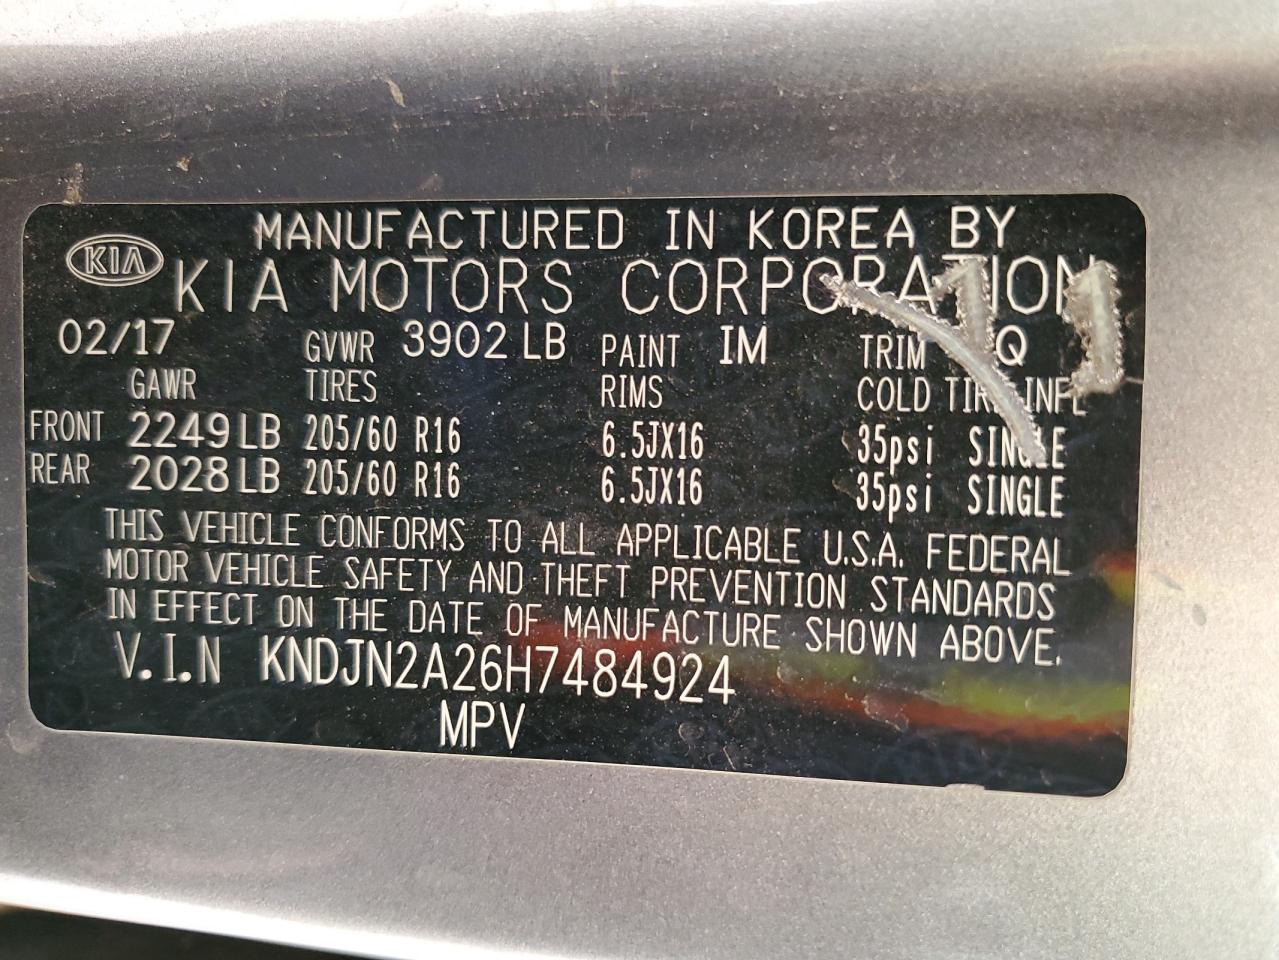 MANUFACTURED IN KOREA BY
KIA KIA MOTORS CORPORATION
02/17 GVWR 3902 LB PAINT IM TRIM Q
GAWR TIRES RIMS COLD TIRE INFL
FRONT 2249 LB 205/60 R16 6.5JX16 35psi SINGLE
REAR 2028 LB 205/60 R16 6.5JX16 35psi SINGLE
THIS VEHICLE CONFORMS TO ALL APPLICABLE U.S.A. FEDERAL
MOTOR VEHICLE SAFETY AND THEFT PREVENTION STANDARDS
IN EFFECT ON THE DATE OF MANUFACTURE SHOWN ABOVE.
V.I.N KNDJN2A26H7484924
MPV